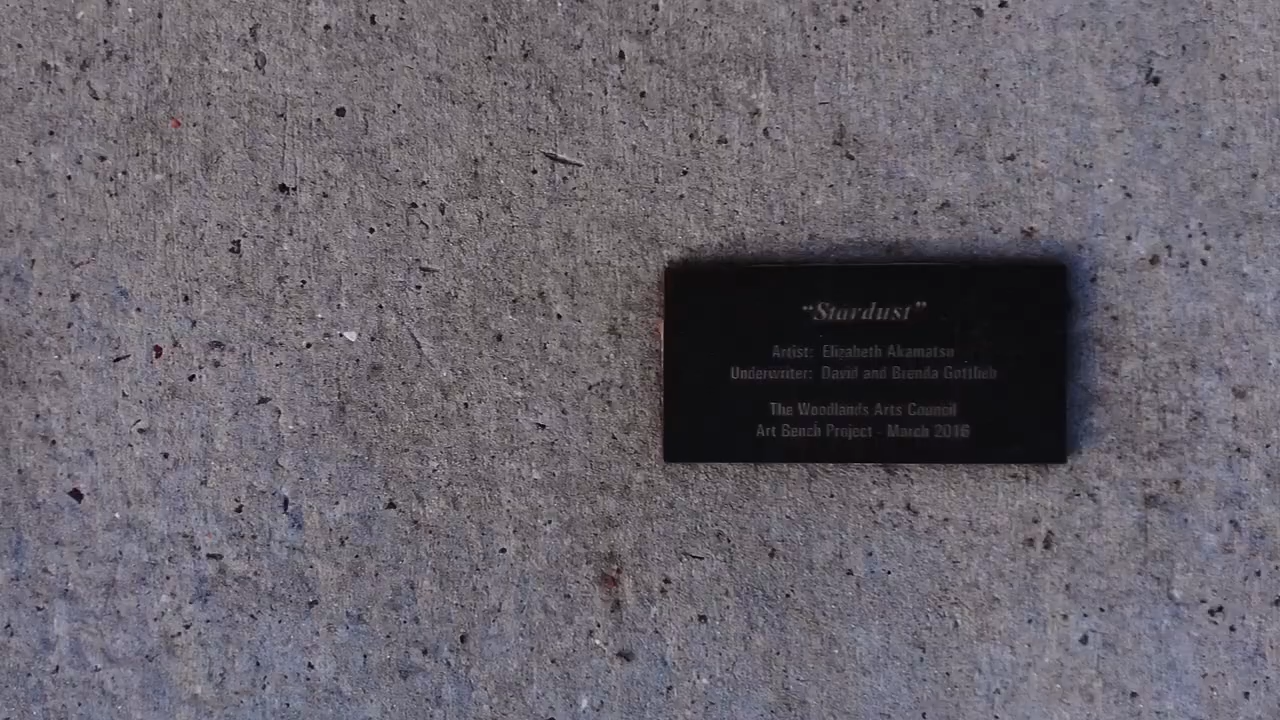 “Stardust”
Artist: Elizabeth Akamatsu
Underwriter: David and Brenda Gottlieb
The Woodlands Arts Council
Art Bench Project - March 2016